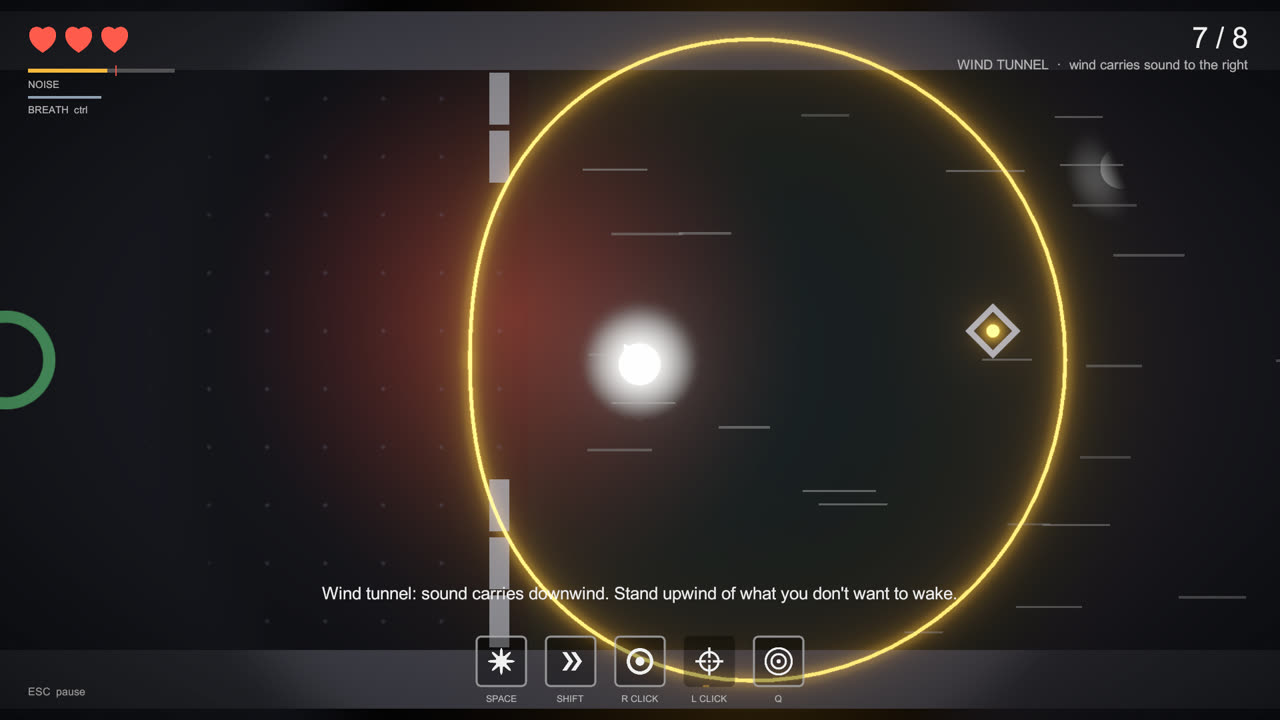 7 / 8
WIND TUNNEL · wind carries sound to the right
NOISE
BREATH ctrl
Wind tunnel: sound carries downwind. Stand upwind of what you don't want to wake.
SPACE
SHIFT
R CLICK
L CLICK
Q
ESC pause